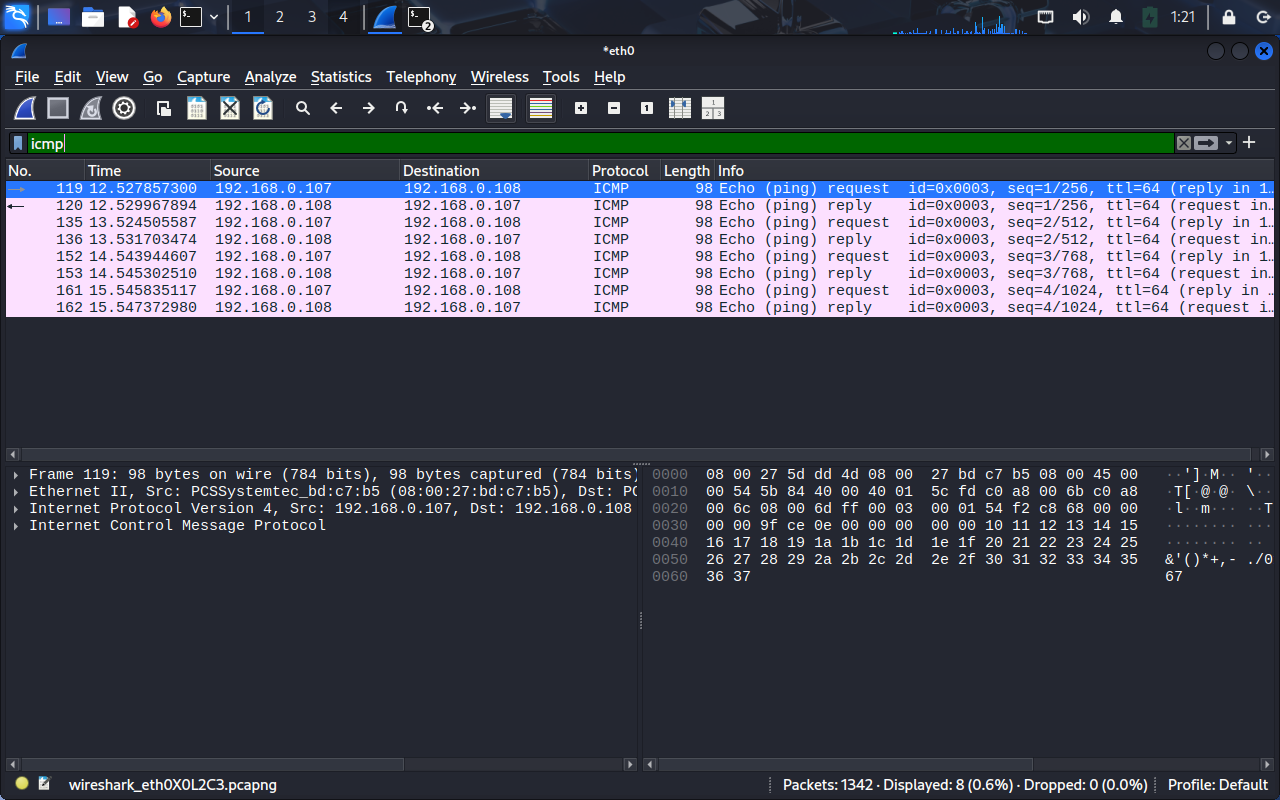 1 2 3 4 2 1:21
*eth0
File Edit View Go Capture Analyze Statistics Telephony Wireless Tools Help
icmp
No. Time Source Destination Protocol Length Info
119 12.527857300 192.168.0.107 192.168.0.108 ICMP 98 Echo (ping) request id=0x0003, seq=1/256, ttl=64 (reply in 1…
120 12.529967894 192.168.0.108 192.168.0.107 ICMP 98 Echo (ping) reply id=0x0003, seq=1/256, ttl=64 (request in…
135 13.524505587 192.168.0.107 192.168.0.108 ICMP 98 Echo (ping) request id=0x0003, seq=2/512, ttl=64 (reply in 1…
136 13.531703474 192.168.0.108 192.168.0.107 ICMP 98 Echo (ping) reply id=0x0003, seq=2/512, ttl=64 (request in…
152 14.543944607 192.168.0.107 192.168.0.108 ICMP 98 Echo (ping) request id=0x0003, seq=3/768, ttl=64 (reply in 1…
153 14.545302510 192.168.0.108 192.168.0.107 ICMP 98 Echo (ping) reply id=0x0003, seq=3/768, ttl=64 (request in…
161 15.545835117 192.168.0.107 192.168.0.108 ICMP 98 Echo (ping) request id=0x0003, seq=4/1024, ttl=64 (reply in …
162 15.547372980 192.168.0.108 192.168.0.107 ICMP 98 Echo (ping) reply id=0x0003, seq=4/1024, ttl=64 (request i…
Frame 119: 98 bytes on wire (784 bits), 98 bytes captured (784 bits)
Ethernet II, Src: PCSSystemtec_bd:c7:b5 (08:00:27:bd:c7:b5), Dst: PC
Internet Protocol Version 4, Src: 192.168.0.107, Dst: 192.168.0.108
Internet Control Message Protocol
0000 08 00 27 5d dd 4d 08 00 27 bd c7 b5 08 00 45 00 ··']·M·· '···
0010 00 54 5b 84 40 00 40 01 5c fd c0 a8 00 6b c0 a8 ·T[·@·@· \···
0020 00 6c 08 00 6d ff 00 03 00 01 54 f2 c8 68 00 00 ·l··m··· ··T·
0030 00 00 9f ce 0e 00 00 00 00 00 10 11 12 13 14 15 ········ ····
0040 16 17 18 19 1a 1b 1c 1d 1e 1f 20 21 22 23 24 25 ········ ··
0050 26 27 28 29 2a 2b 2c 2d 2e 2f 30 31 32 33 34 35 &'()*+,- ./0
0060 36 37 67
wireshark_eth0X0L2C3.pcapng Packets: 1342 · Displayed: 8 (0.6%) · Dropped: 0 (0.0%) Profile: Default